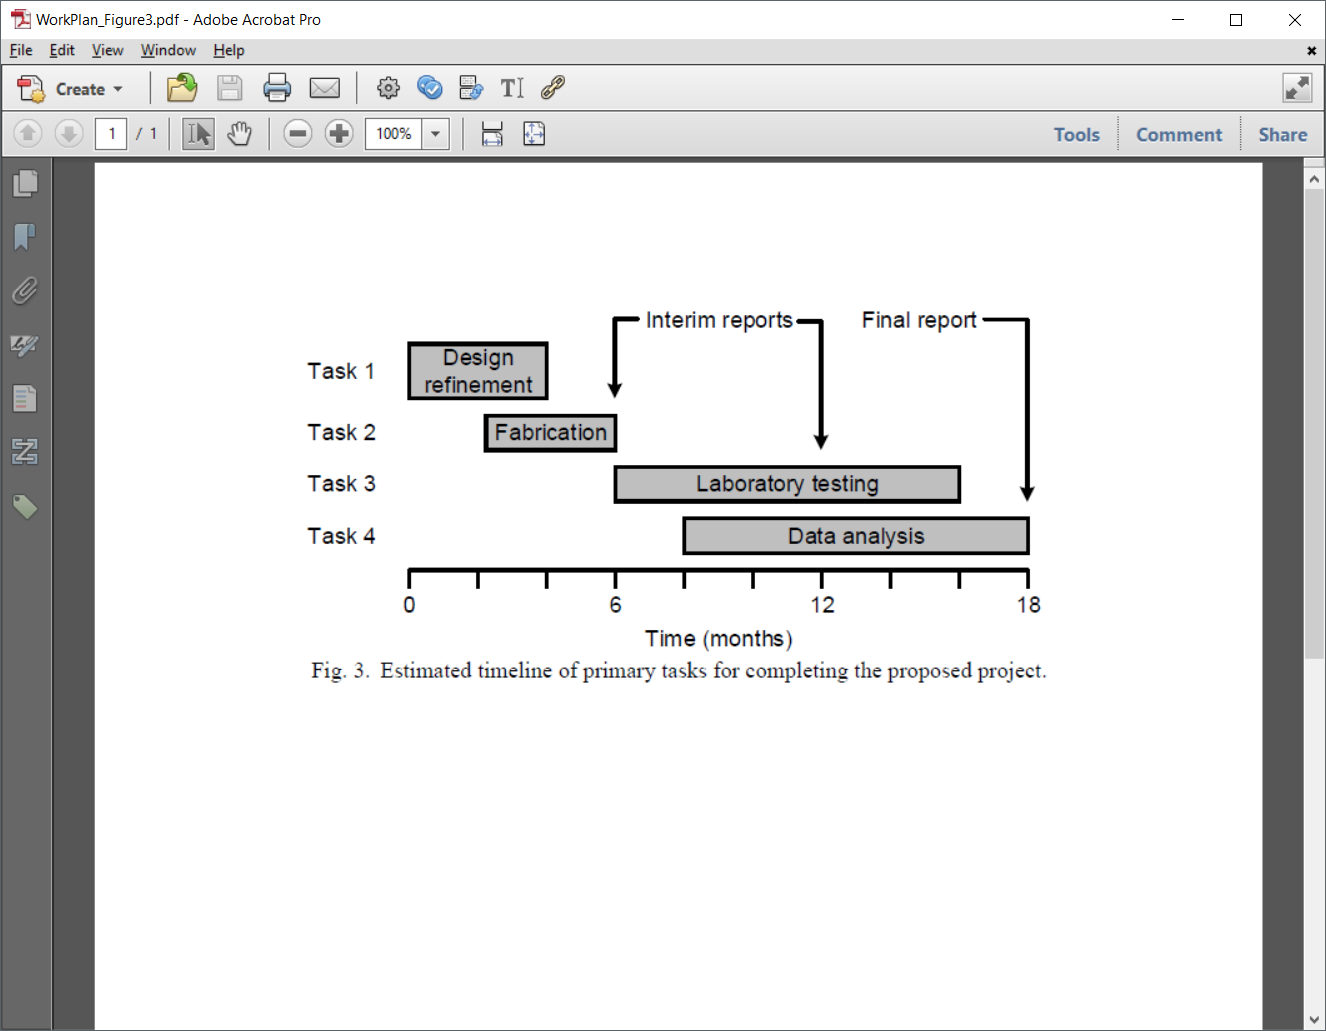 WorkPlan_Figure3.pdf - Adobe Acrobat Pro
File Edit View Window Help
Create
1 / 1 100% Tools Comment Share
Interim reports Final report
Task 1 Design
refinement
Task 2 Fabrication
Task 3 Laboratory testing
Task 4 Data analysis
0 6 12 18
Time (months)
Fig. 3. Estimated timeline of primary tasks for completing the proposed project.